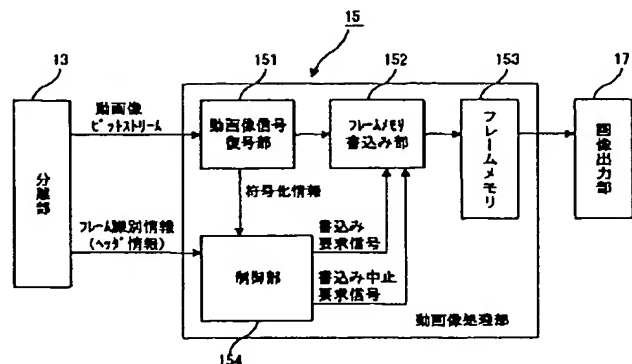 15
13
151
152
153
17
動画像
ビットストリーム
動画像信号
復号部
フレームメモリ
書込み部
フレームメモリ
画像出力部
分離部
符号化情報
フレーム識別情報
(ヘッダ情報)
書込み
要求信号
制御部
書込み中止
要求信号
動画像処理部
154